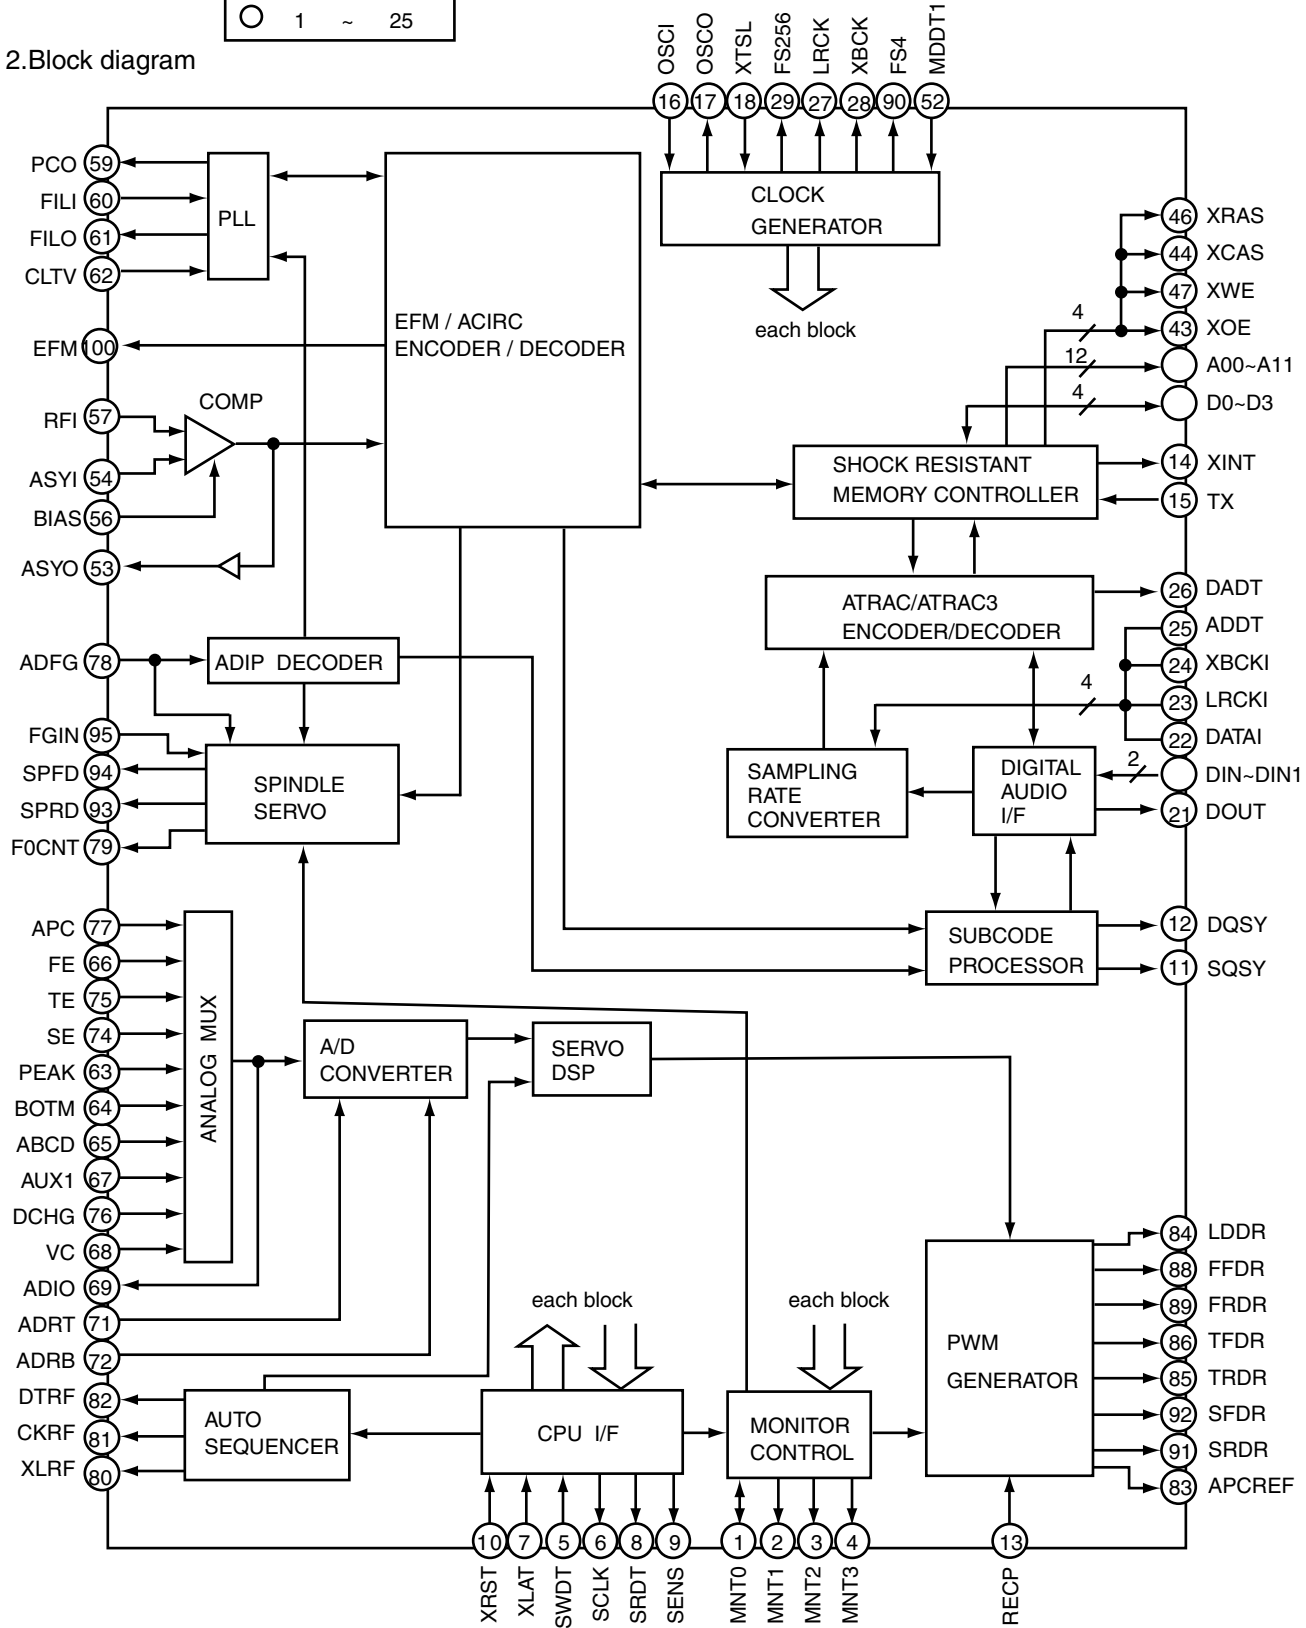 1 ~ 25
2.Block diagram
OSCI
OSCO
XTSL
FS256
LRCK
XBCK
FS4
MDDT1
16
17
18
29
27
28
90
52
CLOCK
GENERATOR
each block
PCO 59
FILI 60
FILO 61
CLTV 62
PLL
EFM 100
EFM / ACIRC
ENCODER / DECODER
RFI 57
COMP
ASYI 54
BIAS 56
ASYO 53
46 XRAS
44 XCAS
47 XWE
4
43 XOE
12
A00~A11
4
D0~D3
SHOCK RESISTANT
MEMORY CONTROLLER
14 XINT
15 TX
ATRAC/ATRAC3
ENCODER/DECODER
26 DADT
25 ADDT
24 XBCKI
4
23 LRCKI
22 DATAI
2
DIN~DIN1
21 DOUT
ADFG 78
ADIP DECODER
FGIN 95
SPFD 94
SPRD 93
F0CNT 79
SPINDLE
SERVO
SAMPLING
RATE
CONVERTER
DIGITAL
AUDIO
I/F
SUBCODE
PROCESSOR
12 DQSY
11 SQSY
APC 77
FE 66
TE 75
SE 74
PEAK 63
BOTM 64
ABCD 65
AUX1 67
DCHG 76
VC 68
ADIO 69
ADRT 71
ADRB 72
DTRF 82
CKRF 81
XLRF 80
ANALOG MUX
A/D
CONVERTER
SERVO
DSP
each block
each block
AUTO
SEQUENCER
CPU I/F
MONITOR
CONTROL
PWM
GENERATOR
84 LDDR
88 FFDR
89 FRDR
86 TFDR
85 TRDR
92 SFDR
91 SRDR
83 APCREF
10
7
5
6
8
9
1
2
3
4
13
XRST
XLAT
SWDT
SCLK
SRDT
SENS
MNT0
MNT1
MNT2
MNT3
RECP